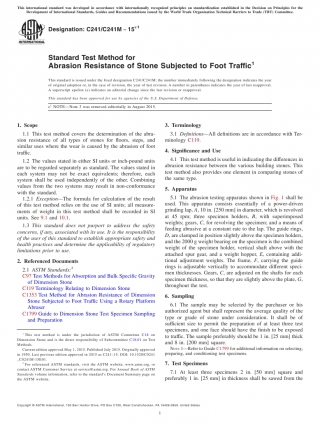 This international standard was developed in accordance with internationally recognized principles on standardization established in the Decision on Principles for the
Development of International Standards, Guides and Recommendations issued by the World Trade Organization Technical Barriers to Trade (TBT) Committee.
Designation: C241/C241M – 15ε1
Standard Test Method for
Abrasion Resistance of Stone Subjected to Foot Traffic1
This standard is issued under the fixed designation C241/C241M; the number immediately following the designation indicates the year
of original adoption or, in the case of revision, the year of last revision. A number in parentheses indicates the year of last reapproval.
A superscript epsilon (ε) indicates an editorial change since the last revision or reapproval.
This standard has been approved for use by agencies of the U.S. Department of Defense.
ε1 NOTE—Note 3 was removed editorially in August 2015.
1. Scope
1.1 This test method covers the determination of the abra-
sion resistance of all types of stones for floors, steps, and
similar uses where the wear is caused by the abrasion of foot
traffic.
1.2 The values stated in either SI units or inch-pound units
are to be regarded separately as standard. The values stated in
each system may not be exact equivalents; therefore, each
system shall be used independently of the other. Combining
values from the two systems may result in non-conformance
with the standard.
1.2.1 Exception—The formula for calculation of the result
of this test method relies on the use of SI units; all measure-
ments of weight in this test method shall be recorded in SI
units. See 9.1 and 10.1.
1.3 This standard does not purport to address the safety
concerns, if any, associated with its use. It is the responsibility
of the user of this standard to establish appropriate safety and
health practices and determine the applicability of regulatory
limitations prior to use.
2. Referenced Documents
2.1 ASTM Standards:2
C97 Test Methods for Absorption and Bulk Specific Gravity
of Dimension Stone
C119 Terminology Relating to Dimension Stone
C1353 Test Method for Abrasion Resistance of Dimension
Stone Subjected to Foot Traffic Using a Rotary Platform
Abraser
C1799 Guide to Dimension Stone Test Specimen Sampling
and Preparation
1 This test method is under the jurisdiction of ASTM Committee C18 on
Dimension Stone and is the direct responsibility of Subcommittee C18.01 on Test
Methods.
Current edition approved May 1, 2015. Published July 2015. Originally approved
in 1950. Last previous edition approved in 2013 as C241 –
2 For referenced ASTM standards, visit the ASTM website, www.astm.org, or
contact ASTM Customer Service at service@astm.org. For Annual Book of ASTM
Standards volume information, refer to the standard's Document Summary page on
the ASTM website.
3. Terminology
3.1 Definitions—All definitions are in accordance with Ter-
minology C119.
4. Significance and Use
4.1 This test method is useful in indicating the differences in
abrasion resistance between the various building stones. This
test method also provides one element in comparing stones of
the same type.
5. Apparatus
5.1 The abrasion testing apparatus shown in Fig. 1 shall be
used. This apparatus consists essentially of a power-driven
grinding lap, A, 10 in. [250 mm] in diameter, which is revolved
at 45 rpm; three specimen holders, B, with superimposed
weights; gears, C, for revolving the specimens; and a means of
feeding abrasive at a constant rate to the lap. The guide rings,
D, are clamped in position slightly above the specimen holders,
and the 2000 g weight bearing on the specimen is the combined
weight of the specimen holder, vertical shaft above with the
attached spur gear, and a weight hopper, E, containing addi-
tional adjustment weights. The frame, F, carrying the guide
rings is adjustable vertically to accommodate different speci-
men thicknesses. Gears, C, are adjusted on the shafts for each
specimen thickness, so that they are slightly above the plate, G,
throughout the test.
6. Sampling
6.1 The sample may be selected by the purchaser or his
authorized agent but shall represent the average quality of the
type or grade of stone under consideration. It shall be of
sufficient size to permit the preparation of at least three test
specimens, and one face should have the finish to be exposed
to traffic. The sample preferably should be 1 in. [25 mm] thick
and 8 in. [200 mm] square.
NOTE 1—Refer to Guide C1799 for additional information on selecting,
preparing, and conditioning test specimens.
7. Test Specimens
7.1 At least three specimens 2 in. [50 mm] square and
preferably 1 in. [25 mm] in thickness shall be sawed from the
Copyright © ASTM International, 100 Barr Harbor Drive, PO Box C700, West Conshohocken, PA 19428-2959. United States
1